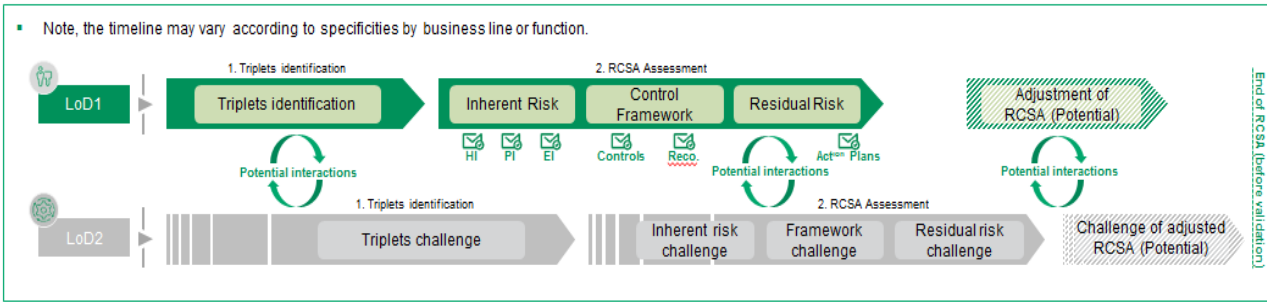 Note, the timeline may vary according to specificities by business line or function.
1. Triplets identification
2. RCSA Assessment
LoD1
Triplets identification
Inherent Risk
Control
Framework
Residual Risk
Adjustment of
RCSA (Potential)
HI
PI
EI
Controls
Reco.
Action Plans
Potential interactions
Potential interactions
Potential interactions
1. Triplets identification
2. RCSA Assessment
LoD2
Triplets challenge
Inherent risk
challenge
Framework
challenge
Residual risk
challenge
Challenge of adjusted
RCSA (Potential)
End of RCSA (before validation)